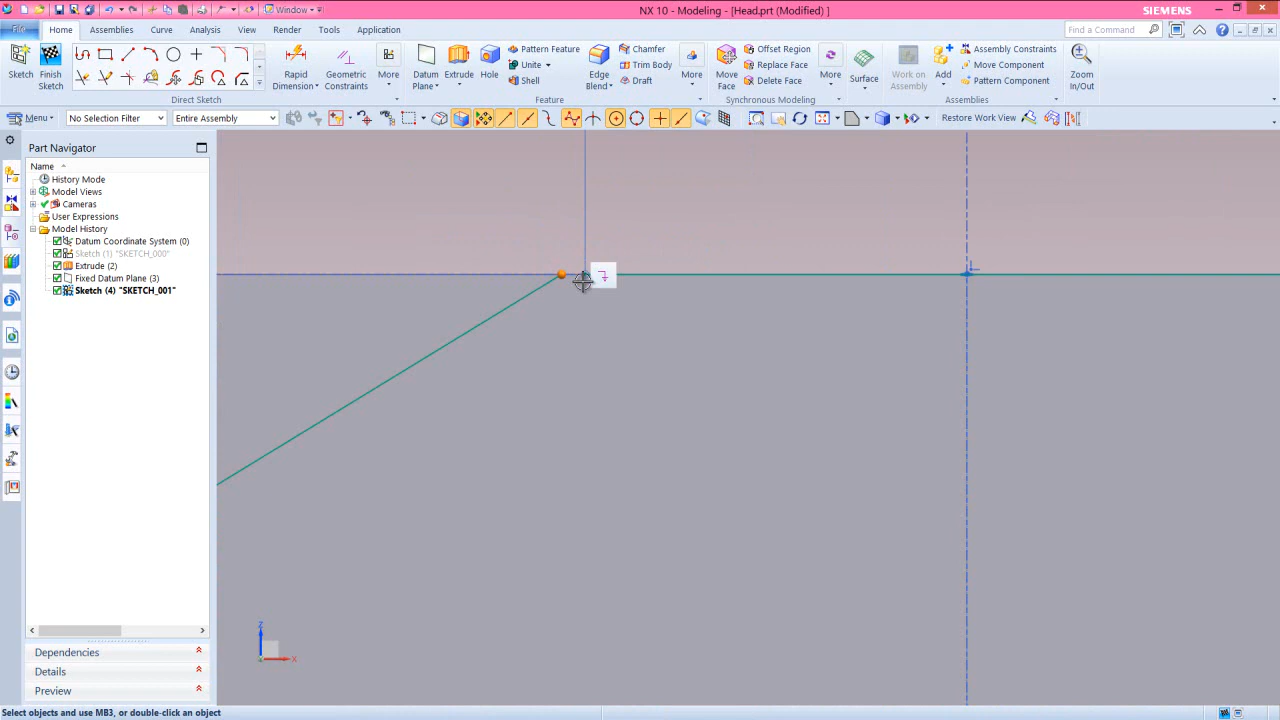 NX 10 - Modeling - [Head.prt (Modified) ]
SIEMENS
Window
File
Home
Assemblies
Curve
Analysis
View
Render
Tools
Application
Find a Command
Sketch
Finish Sketch
Direct Sketch
Rapid Dimension
Geometric Constraints
More
Datum Plane
Extrude
Hole
Pattern Feature
Unite
Shell
Edge Blend
Chamfer
Trim Body
Draft
More
Feature
Move Face
Offset Region
Replace Face
Delete Face
More
Synchronous Modeling
Surface
Work on Assembly
Add
Assembly Constraints
Move Component
Pattern Component
Assemblies
Zoom In/Out
Menu
No Selection Filter
Entire Assembly
Restore Work View
Part Navigator
Name
History Mode
Model Views
Cameras
User Expressions
Model History
Datum Coordinate System (0)
Sketch (1) "SKETCH_000"
Extrude (2)
Fixed Datum Plane (3)
Sketch (4) "SKETCH_001"
Dependencies
Details
Preview
Z
X
Select objects and use MB3, or double-click an object